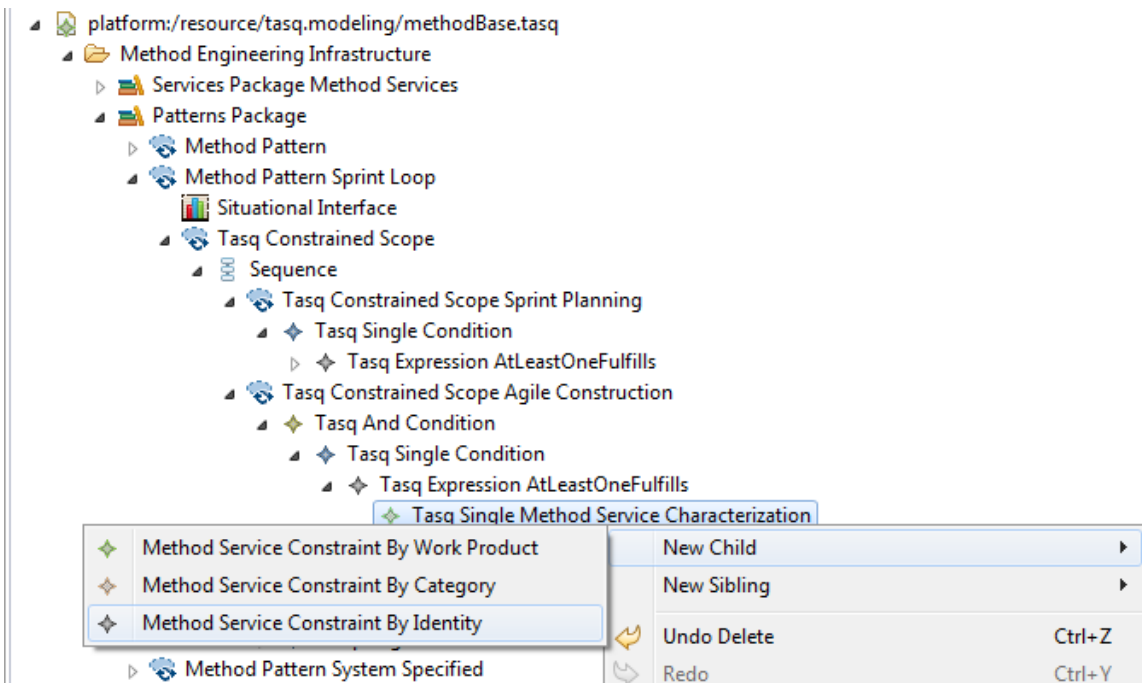 platform:/resource/tasq.modeling/methodBase.tasq
Method Engineering Infrastructure
Services Package Method Services
Patterns Package
Method Pattern
Method Pattern Sprint Loop
Situational Interface
Tasq Constrained Scope
Sequence
Tasq Constrained Scope Sprint Planning
Tasq Single Condition
Tasq Expression AtLeastOneFulfills
Tasq Constrained Scope Agile Construction
Tasq And Condition
Tasq Single Condition
Tasq Expression AtLeastOneFulfills
Tasq Single Method Service Characterization
Method Service Constraint By Work Product
New Child
Method Service Constraint By Category
New Sibling
Method Service Constraint By Identity
Undo Delete Ctrl+Z
Method Pattern System Specified
Redo Ctrl+Y